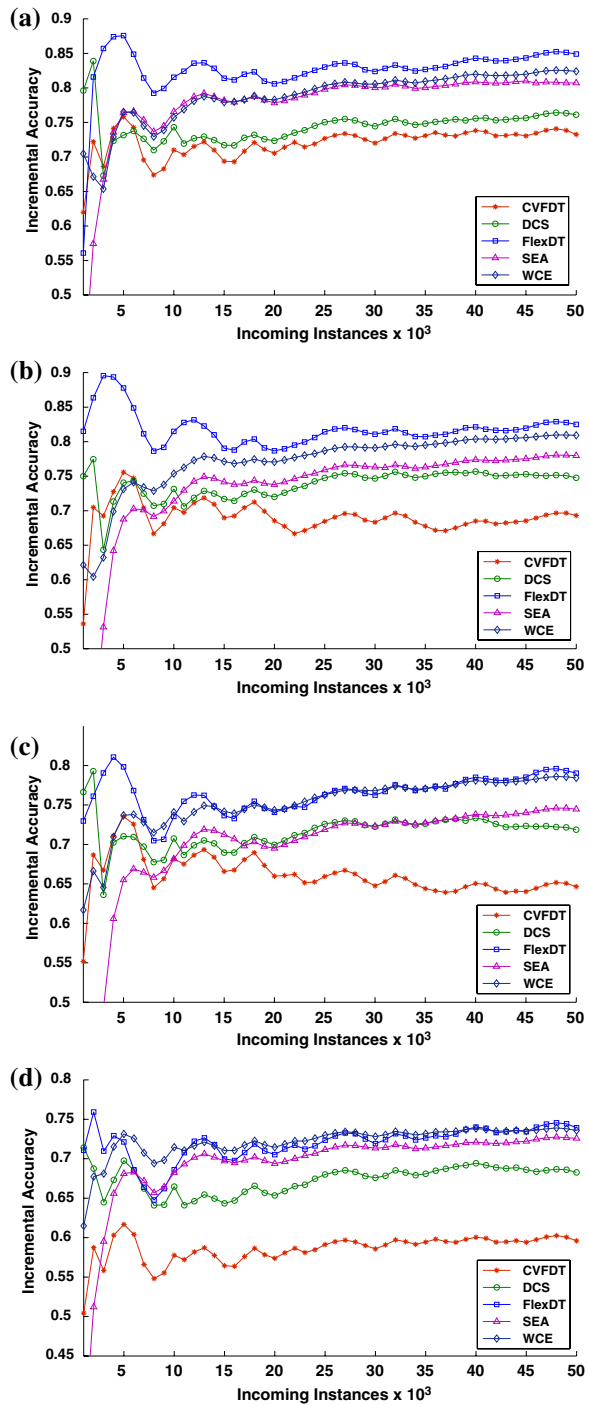 (a)
0.9
0.85
0.8
0.75
0.7
0.65
0.6
0.55
0.5
Incremental Accuracy
CVFDT
DCS
FlexDT
SEA
WCE
5 10 15 20 25 30 35 40 45 50
Incoming Instances x 10³
(b)
0.9
0.85
0.8
0.75
0.7
0.65
0.6
0.55
0.5
Incremental Accuracy
CVFDT
DCS
FlexDT
SEA
WCE
5 10 15 20 25 30 35 40 45 50
Incoming Instances x 10³
(c)
0.8
0.75
0.7
0.65
0.6
0.55
0.5
Incremental Accuracy
CVFDT
DCS
FlexDT
SEA
WCE
5 10 15 20 25 30 35 40 45 50
Incoming Instances x 10³
(d)
0.8
0.75
0.7
0.65
0.6
0.55
0.5
0.45
Incremental Accuracy
CVFDT
DCS
FlexDT
SEA
WCE
5 10 15 20 25 30 35 40 45 50
Incoming Instances x 10³